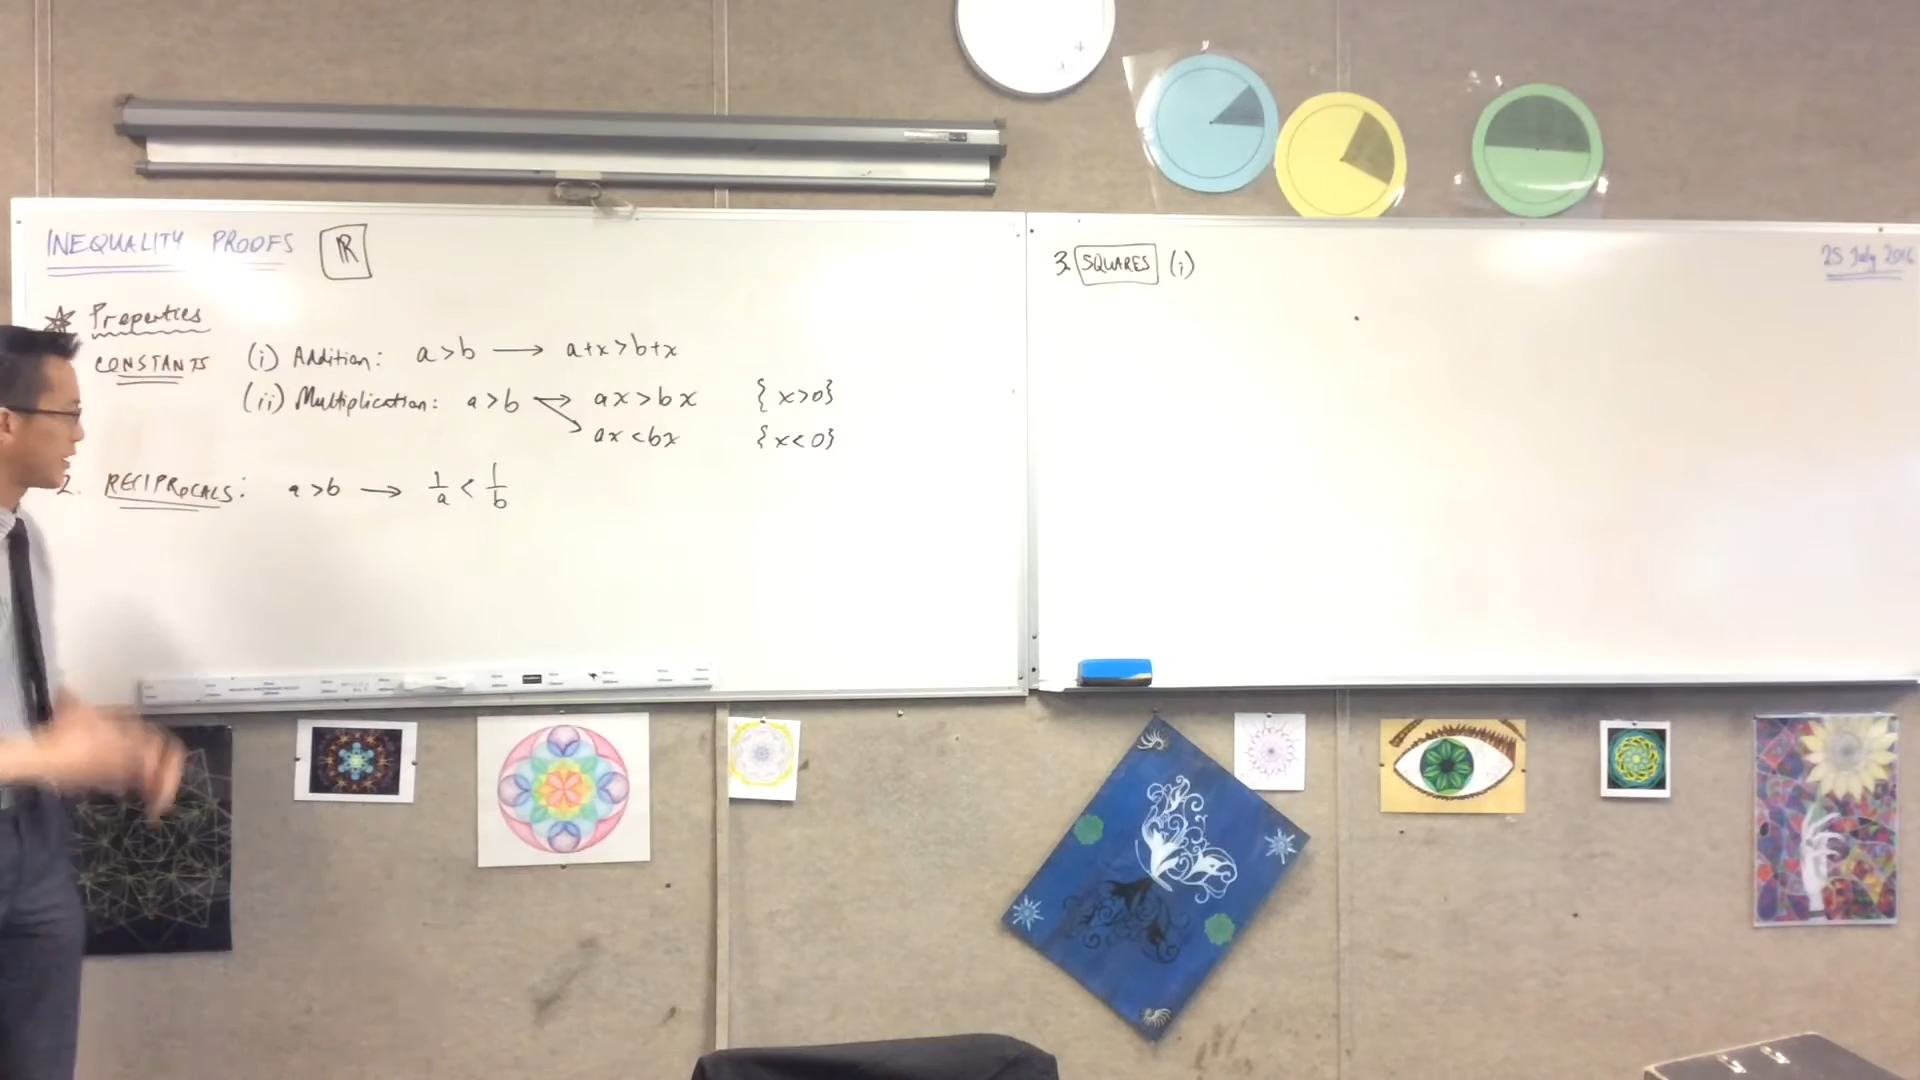 INEQUALITY PROOFS ℝ
Properties
CONSTANTS (i) Addition: a>b → a+x>b+x
(ii) Multiplication: a>b → ax>bx {x>0}
ax<bx {x<0}
2. RECIPROCALS: a>b → 1/a < 1/b
3. SQUARES (i)
25 July 2016